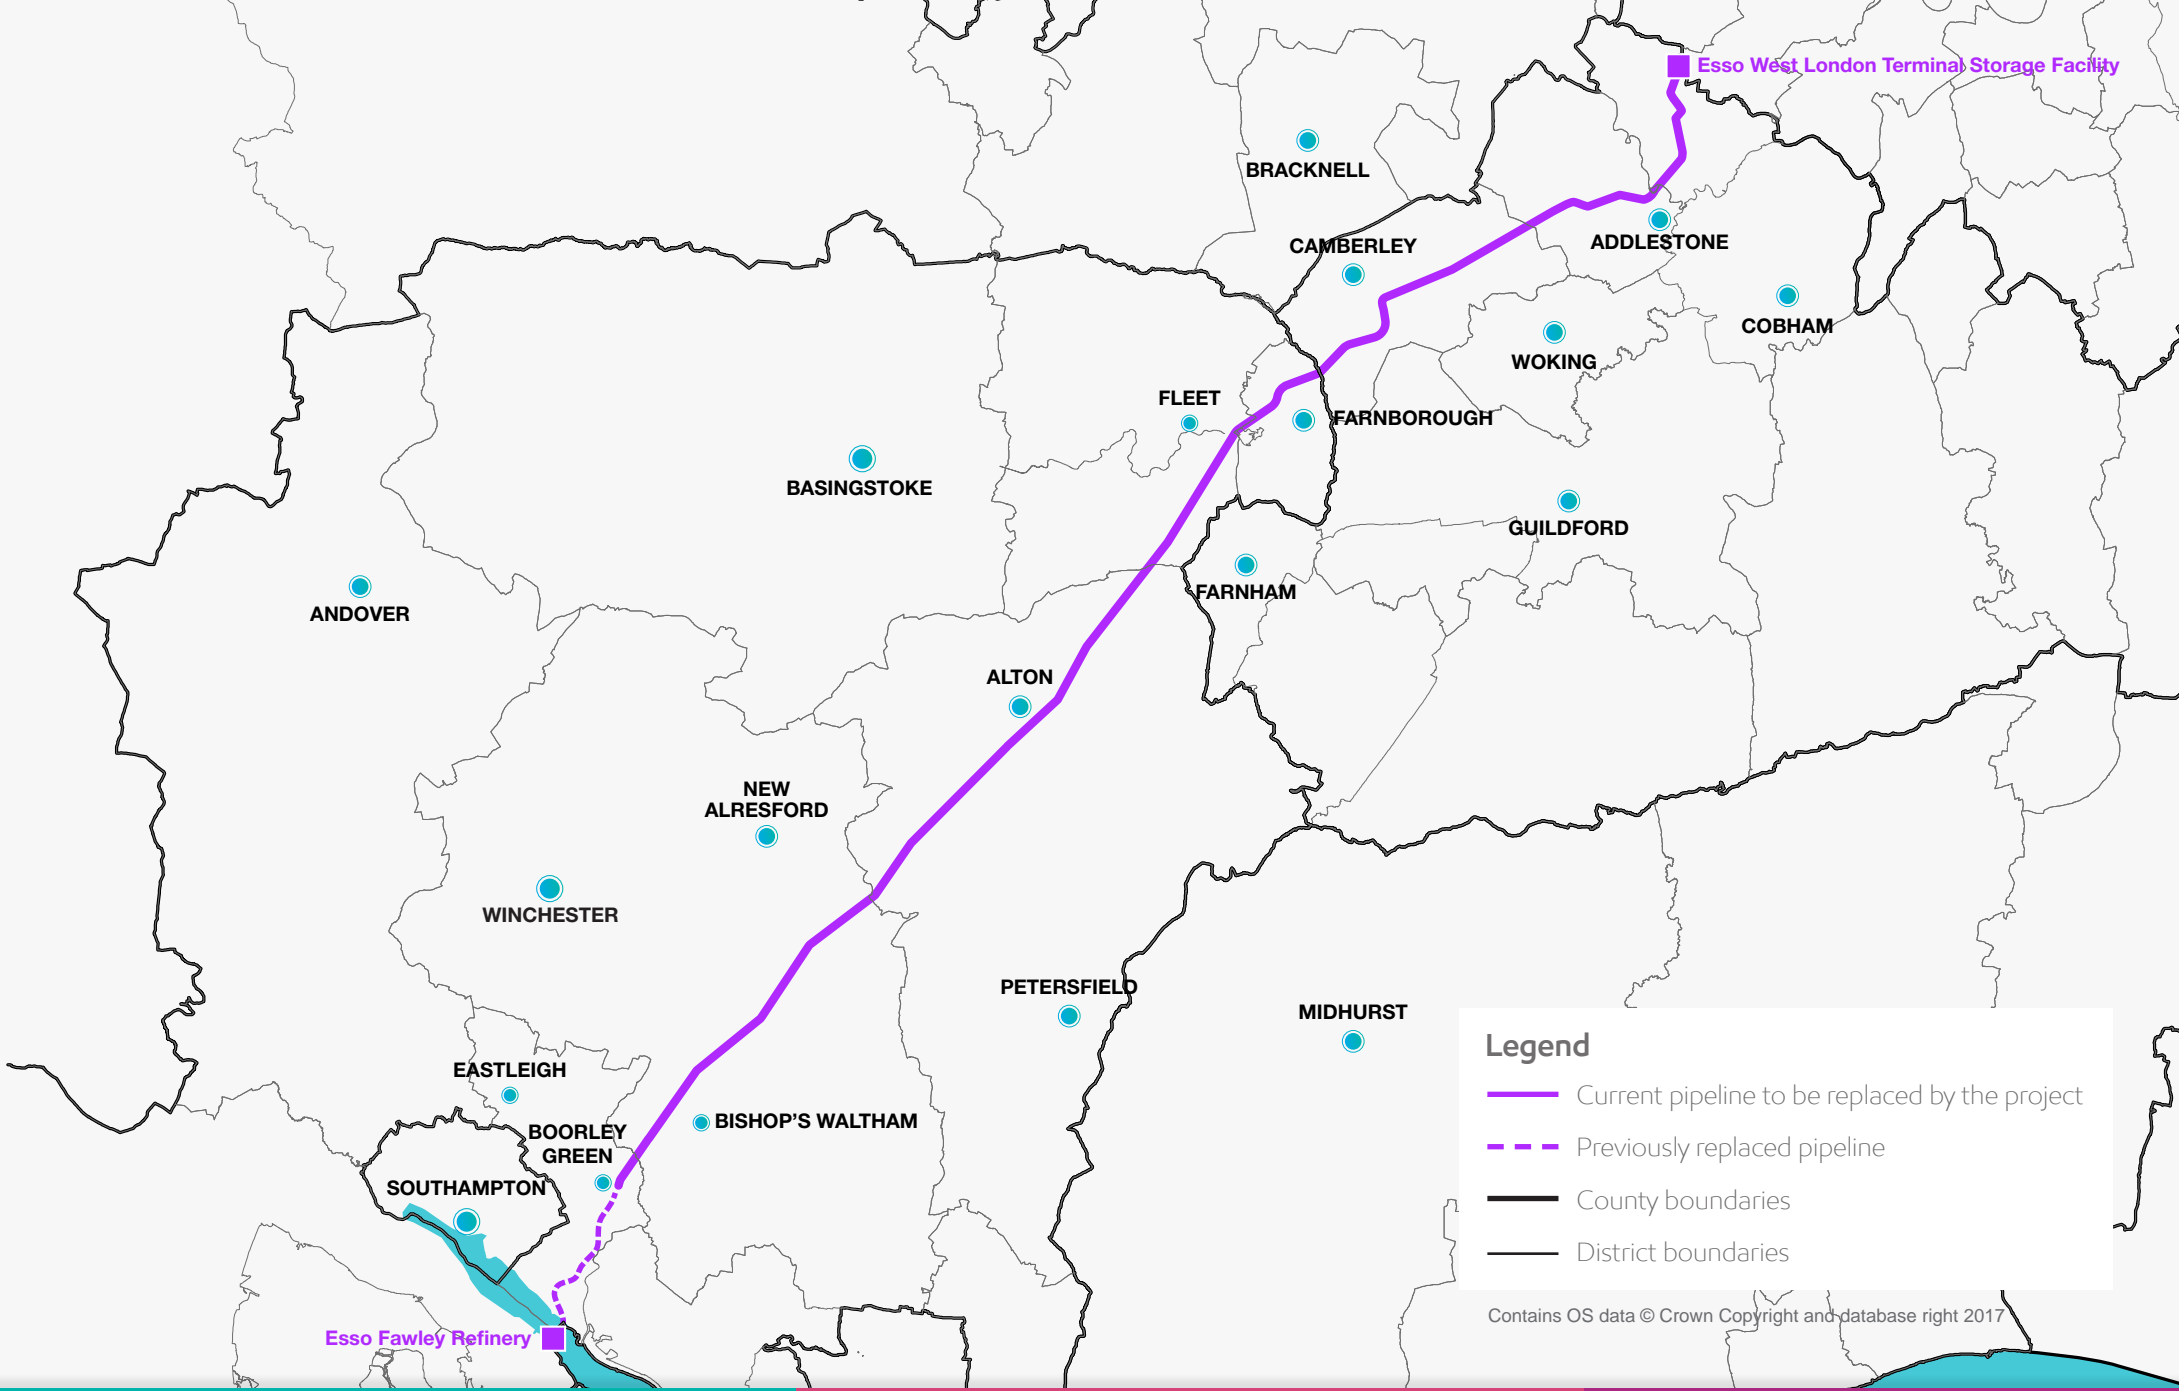 Esso West London Terminal Storage Facility
BRACKNELL
ADDLESTONE
CAMBERLEY
COBHAM
WOKING
FLEET
FARNBOROUGH
BASINGSTOKE
GUILDFORD
FARNHAM
ANDOVER
ALTON
NEW
ALRESFORD
WINCHESTER
PETERSFIELD
MIDHURST
EASTLEIGH
BISHOP'S WALTHAM
BOORLEY
GREEN
SOUTHAMPTON
Esso Fawley Refinery
Legend
Current pipeline to be replaced by the project
Previously replaced pipeline
County boundaries
District boundaries
Contains OS data © Crown Copyright and database right 2017